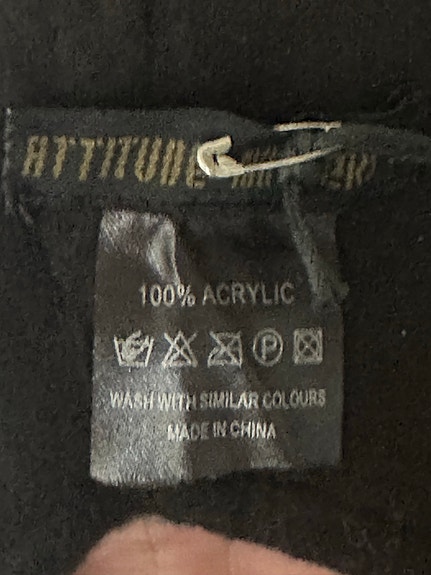 ATTITUDE
100% ACRYLIC
P
WASH WITH SIMILAR COLOURS
MADE IN CHINA